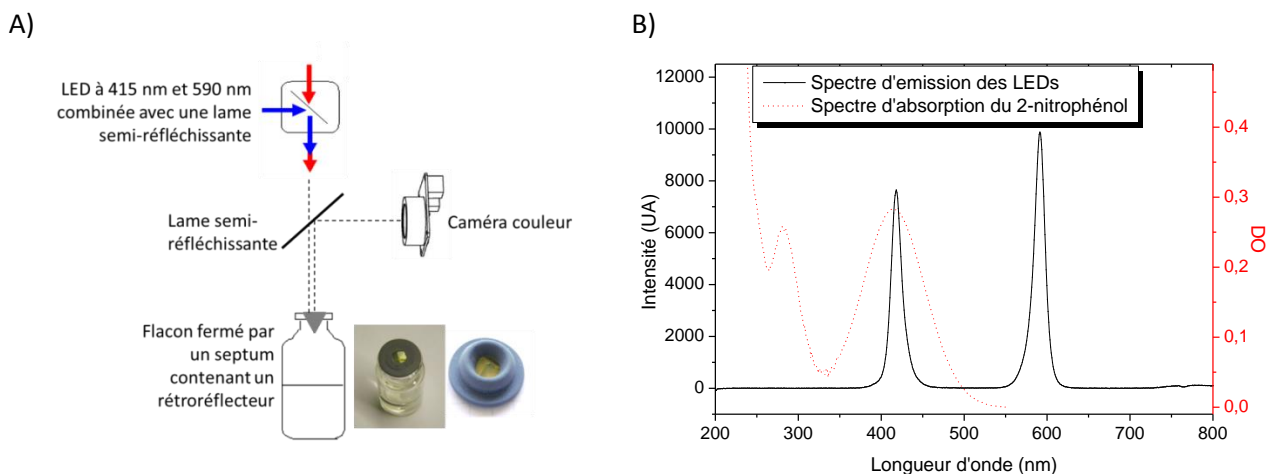 A)
LED à 415 nm et 590 nm
combinée avec une lame
semi-réfléchissante
Lame semi-
réfléchissante
Caméra couleur
Flacon fermé par
un septum
contenant un
rétroréflecteur
B)
Spectre d'emission des LEDs
Spectre d'absorption du 2-nitrophénol
Intensité (UA)
12000
10000
8000
6000
4000
2000
0
0,4
0,3
0,2
0,1
0,0
DO
200 300 400 500 600 700 800
Longueur d'onde (nm)